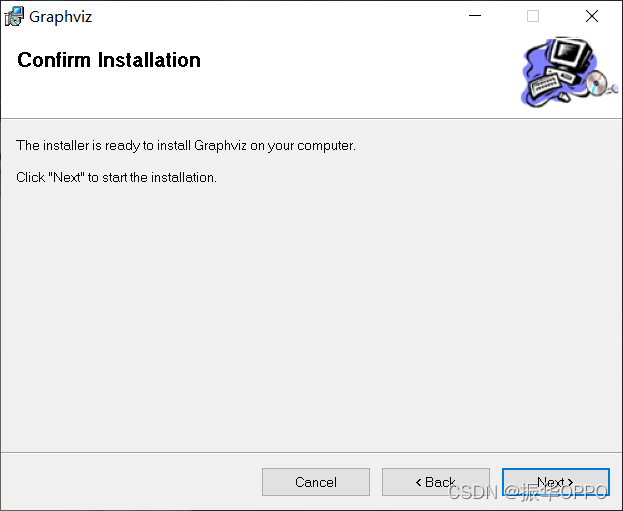 Graphviz
Confirm Installation
The installer is ready to install Graphviz on your computer.
Click "Next" to start the installation.
Cancel
< Back
Next >
CSDN @振华OPPO